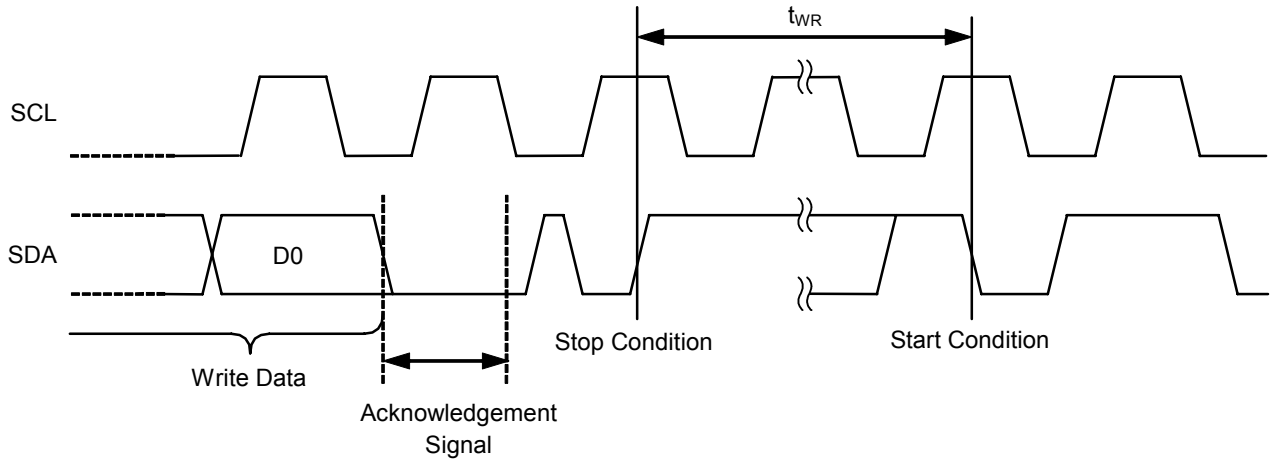 tWR
SCL
SDA
D0
Stop Condition
Start Condition
Write Data
Acknowledgement
Signal